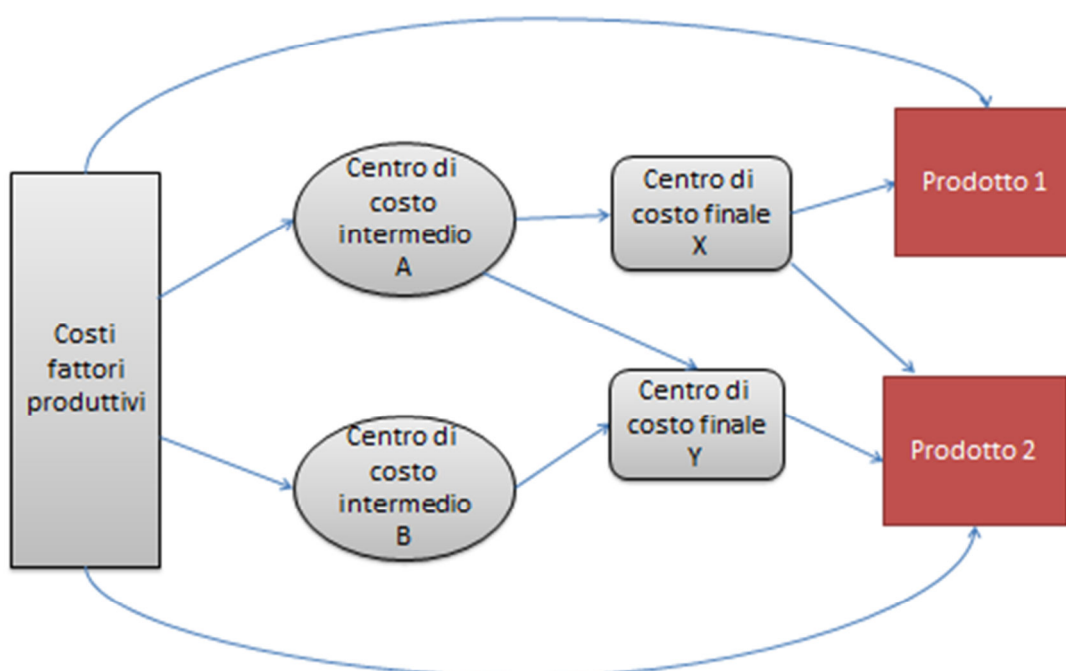 Costi
fattori
produttivi
Centro di
costo
intermedio
A
Centro di
costo
intermedio
B
Centro di
costo finale
X
Centro di
costo finale
Y
Prodotto 1
Prodotto 2